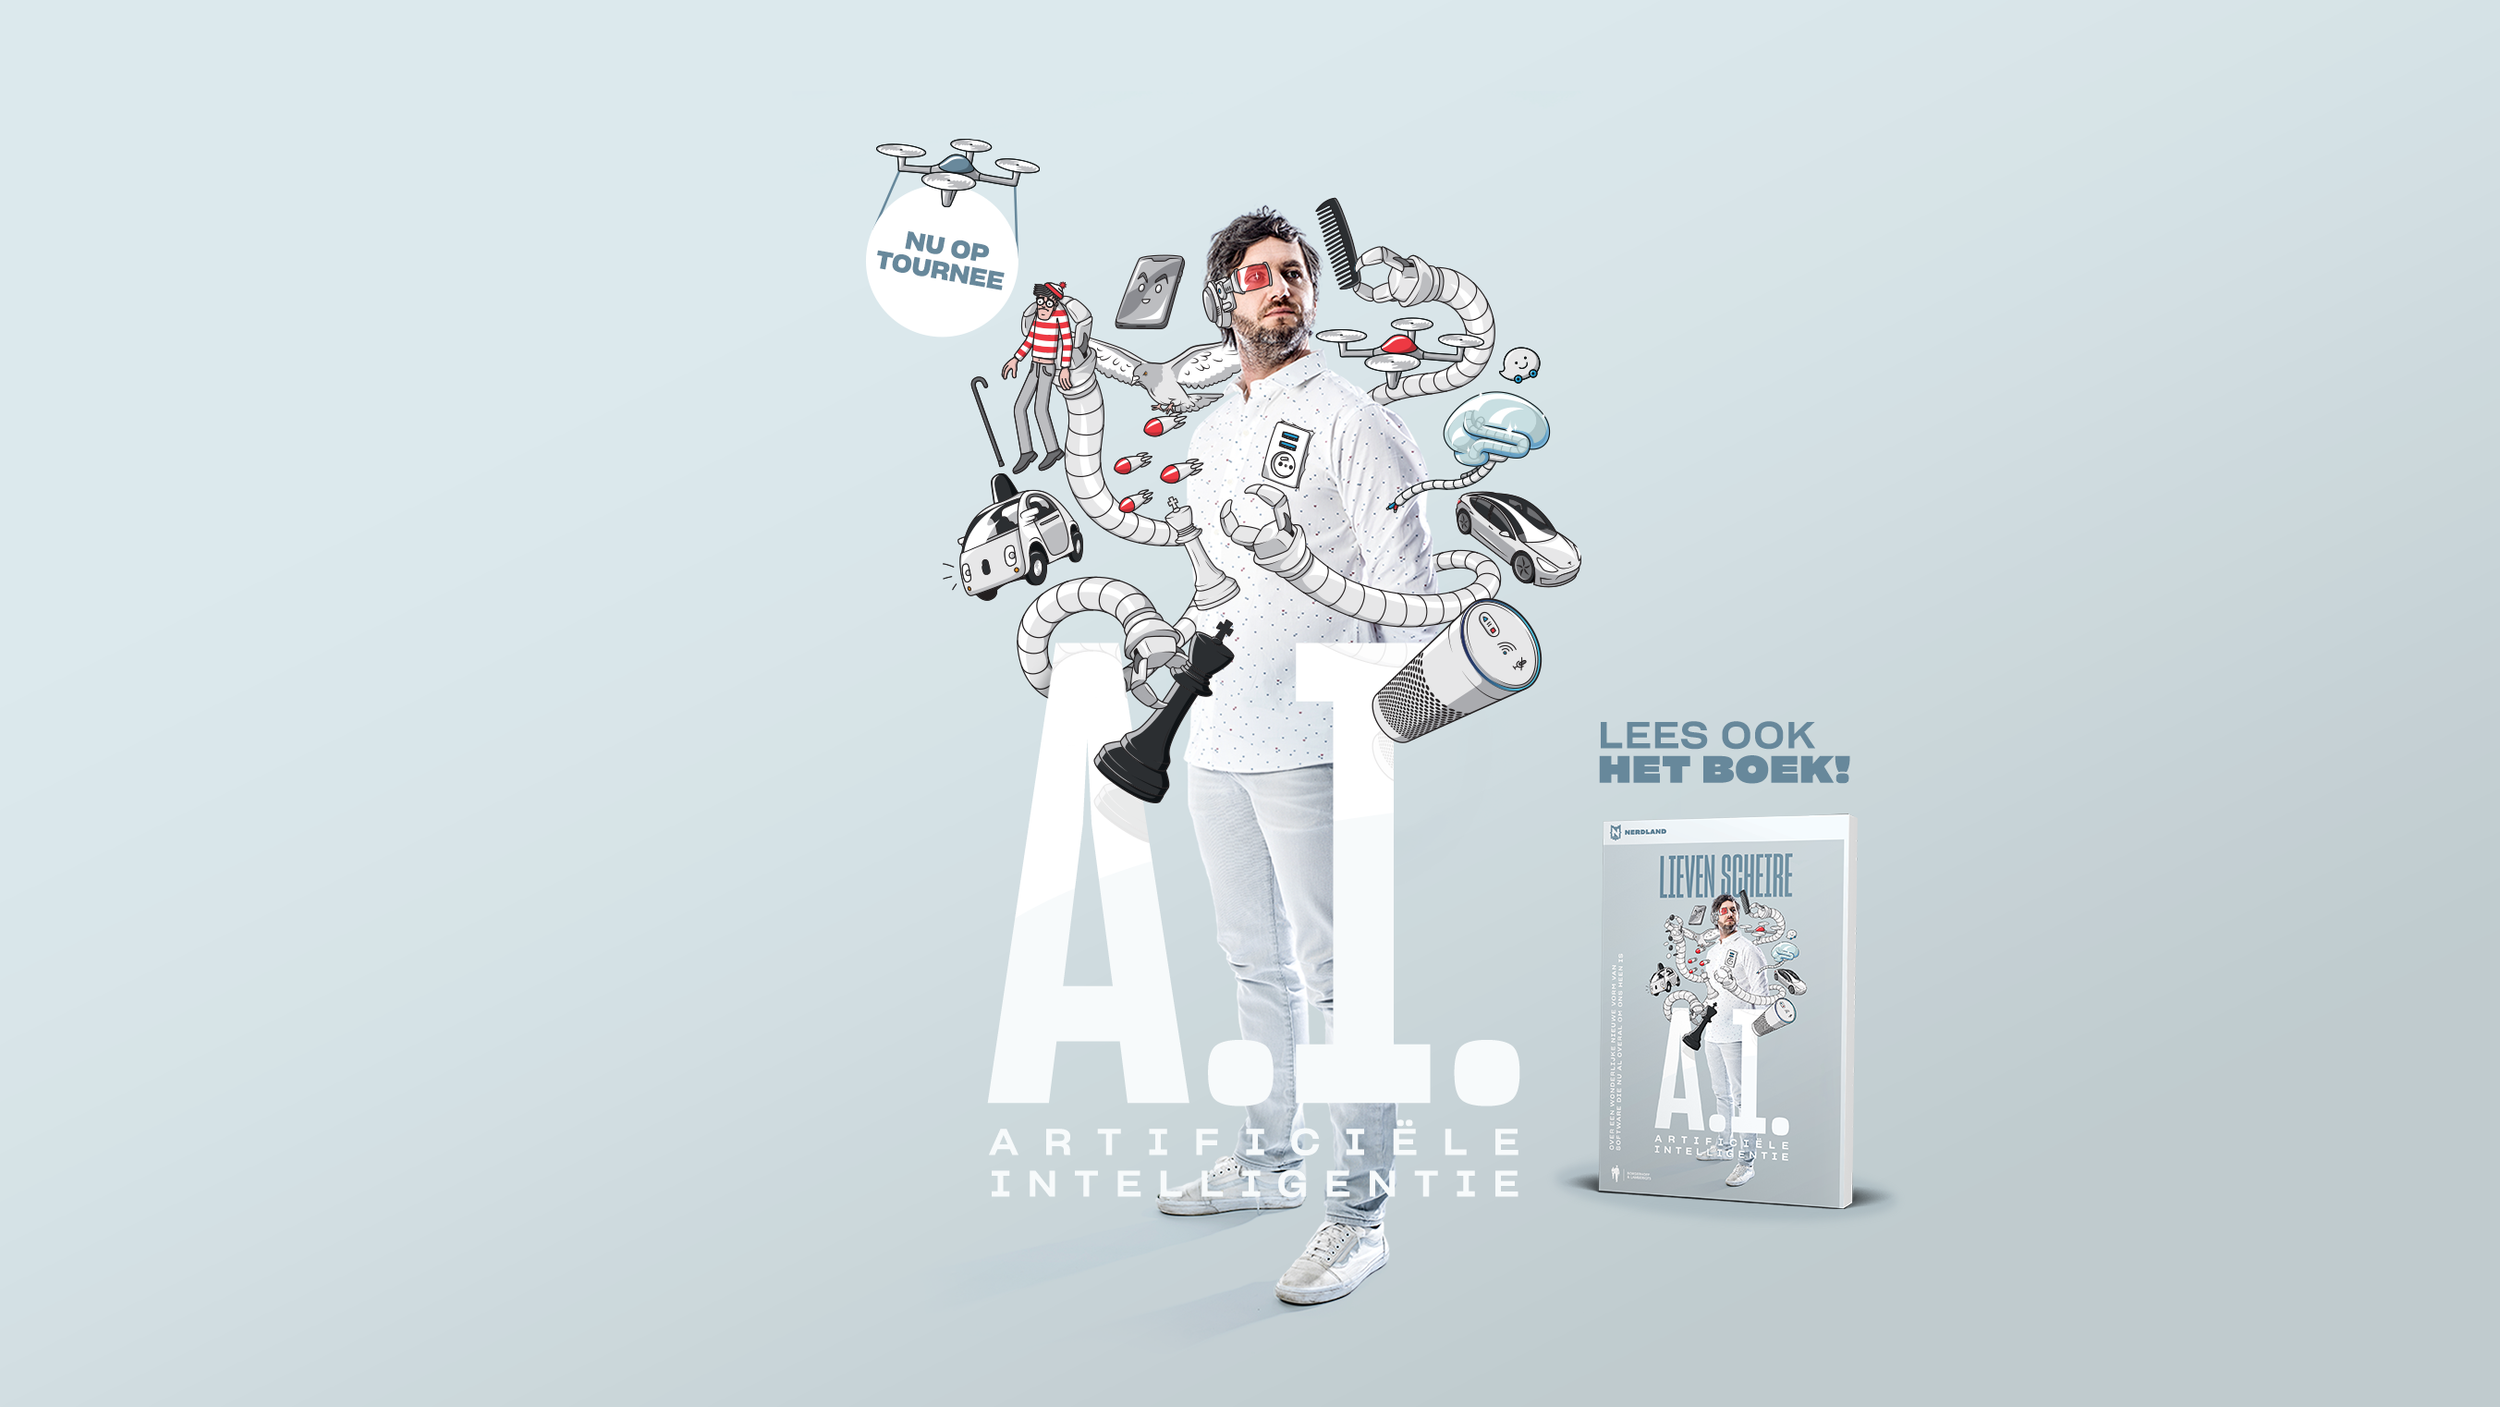 NU OP
TOURNEE
A.I.
ARTIFICIËLE
INTELLIGENTIE
LEES OOK
HET BOEK!
NERDLAND
LIEVEN SCHEIRE
OVER EEN WONDERLIJKE NIEUWE VORM VAN
SOFTWARE DIE NU AL OVERAL OM ONS HEEN IS
A.I.
ARTIFICIËLE
INTELLIGENTIE